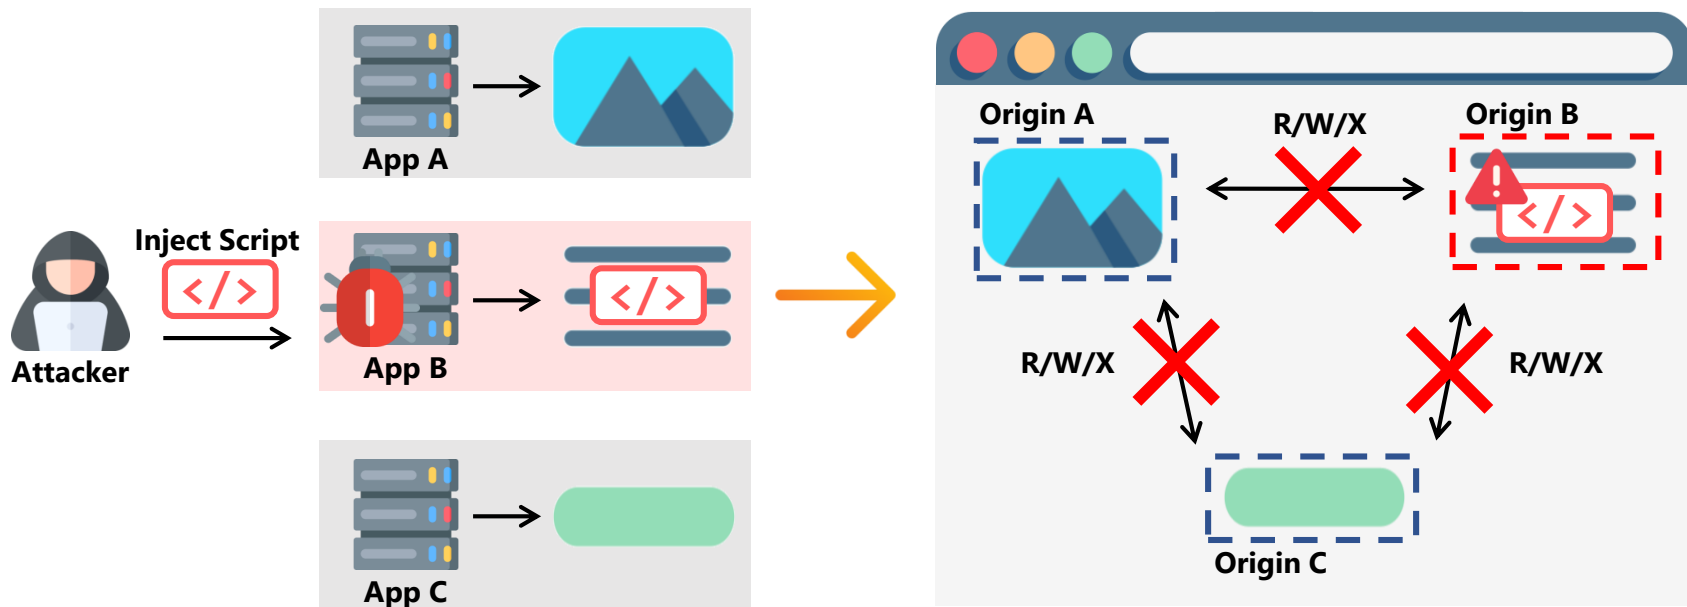 App A
Inject Script
</>
Attacker
App B
</>
App C
Origin A
R/W/X
Origin B
</>
R/W/X
R/W/X
Origin C